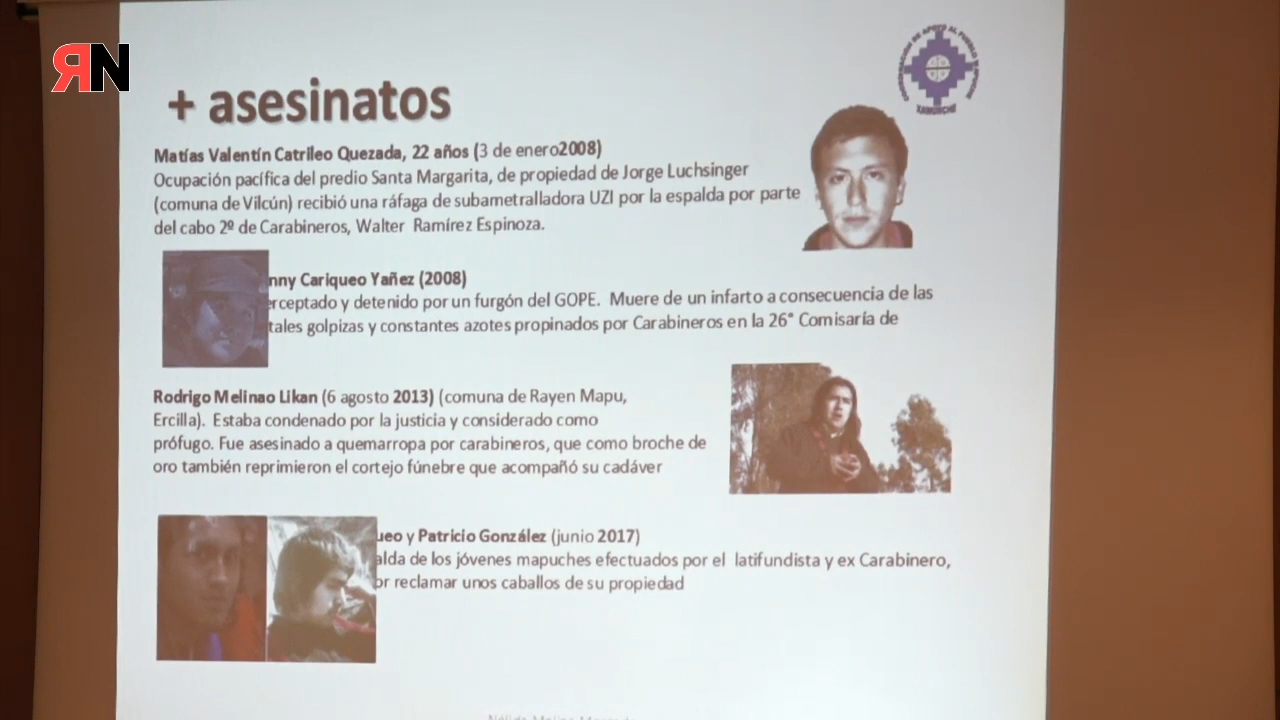 RN
+ asesinatos
Matías Valentín Catrileo Quezada, 22 años (3 de enero2008)
Ocupación pacífica del predio Santa Margarita, de propiedad de Jorge Luchsinger
(comuna de Vilcún) recibió una ráfaga de subametralladora UZI por la espalda por parte
del cabo 2º de Carabineros, Walter Ramírez Espinoza.
nny Cariqueo Yañez (2008)
erceptado y detenido por un furgón del GOPE. Muere de un infarto a consecuencia de las
tales golpizas y constantes azotes propinados por Carabineros en la 26° Comisaría de
Rodrigo Melinao Likan (6 agosto 2013) (comuna de Rayen Mapu,
Ercilla). Estaba condenado por la justicia y considerado como
prófugo. Fue asesinado a quemarropa por carabineros, que como broche de
oro también reprimieron el cortejo fúnebre que acompañó su cadáver
ueo y Patricio González (junio 2017)
alda de los jóvenes mapuches efectuados por el latifundista y ex Carabinero,
or reclamar unos caballos de su propiedad